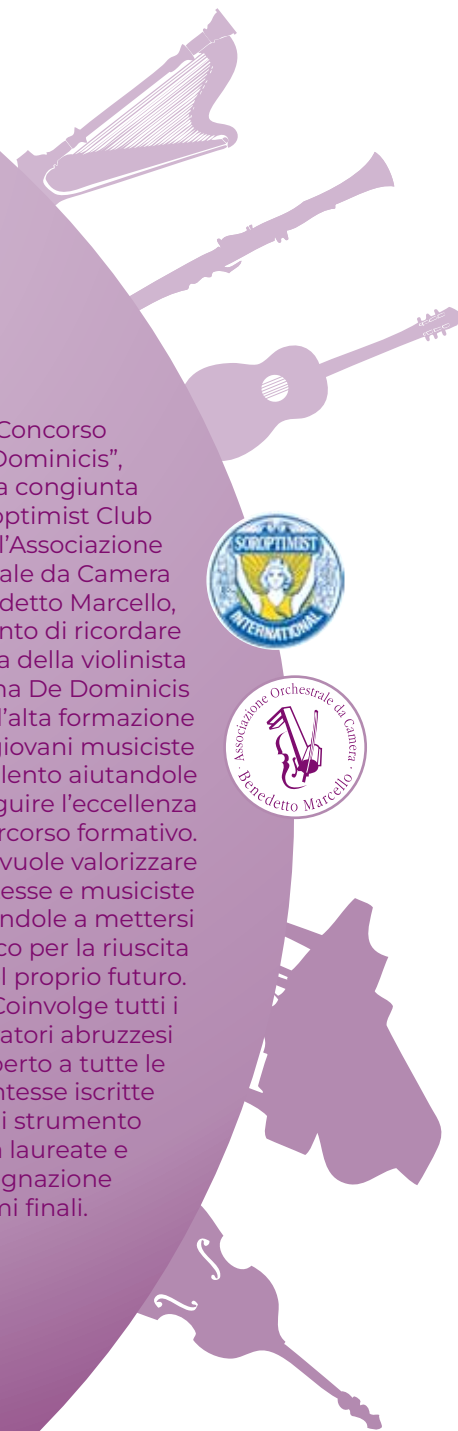 Concorso
Dominicis”,
a congiunta
optimist Club
l’Associazione
ale da Camera
detto Marcello,
nto di ricordare
a della violinista
na De Dominicis
l’alta formazione
giovani musiciste
lento aiutandole
guire l’eccellenza
rcorso formativo.
vuole valorizzare
esse e musiciste
ndole a mettersi
co per la riuscita
l proprio futuro.
Coinvolge tutti i
atori abruzzesi
perto a tutte le
ntesse iscritte
i strumento
laureate e
gnazione
mi finali.
SOROPTIMIST
INTERNATIONAL
· Associazione Orchestrale da Camera ·
Benedetto Marcello